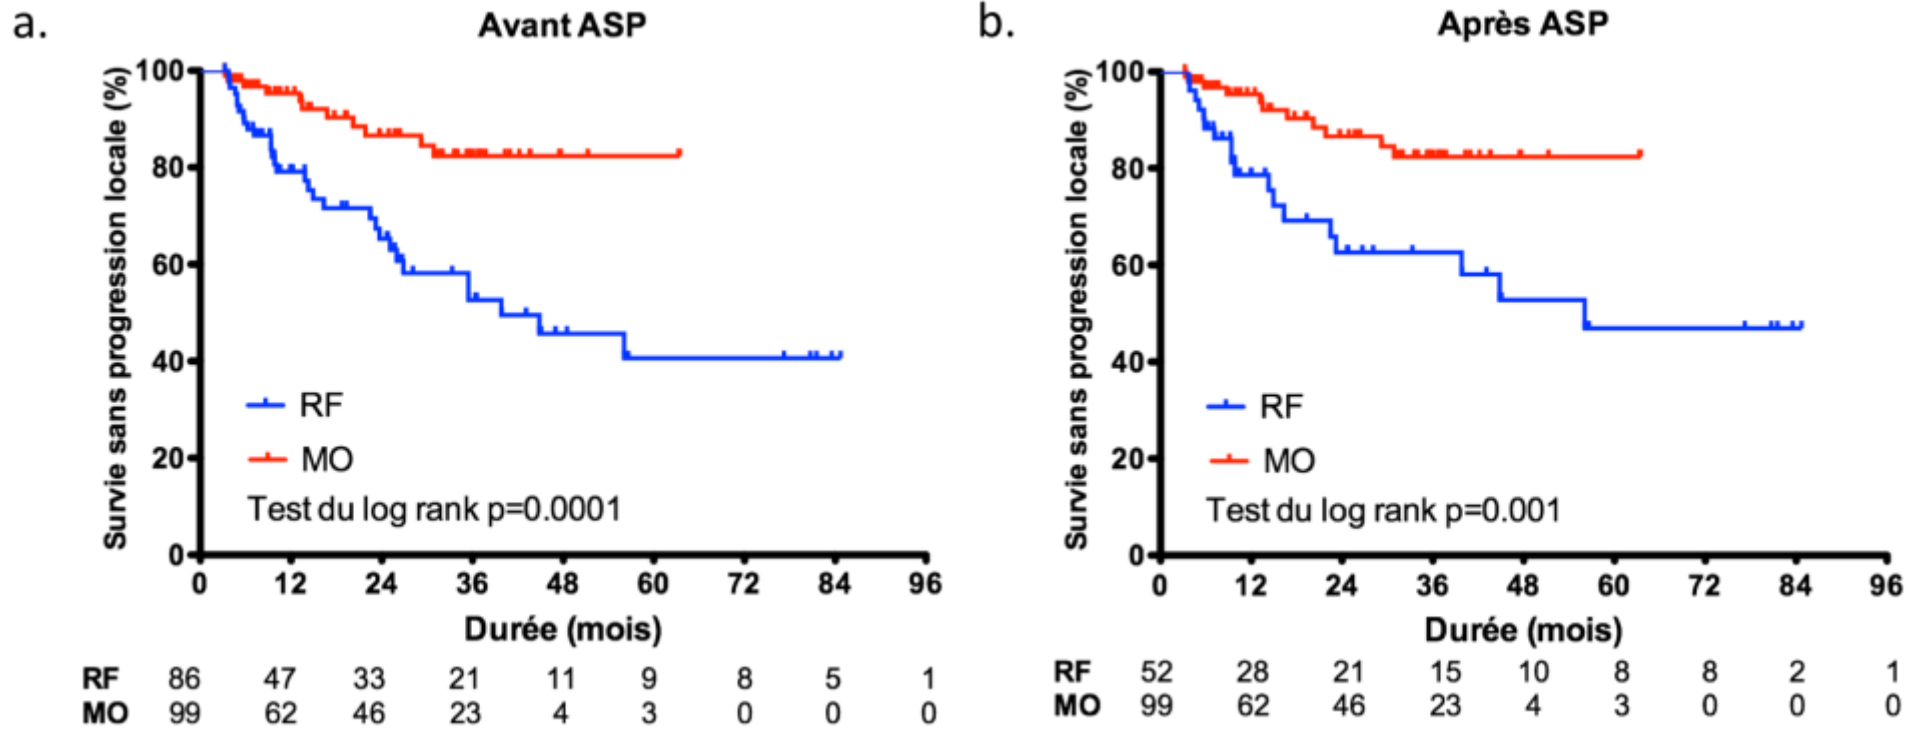 a.
Avant ASP
Survie sans progression locale (%)
100
80
60
40
20
0
RF
MO
Test du log rank p=0.0001
0 12 24 36 48 60 72 84 96
Durée (mois)
RF 86 47 33 21 11 9 8 5 1
MO 99 62 46 23 4 3 0 0 0
b.
Après ASP
Survie sans progression locale (%)
100
80
60
40
20
0
RF
MO
Test du log rank p=0.001
0 12 24 36 48 60 72 84 96
Durée (mois)
RF 52 28 21 15 10 8 8 2 1
MO 99 62 46 23 4 3 0 0 0